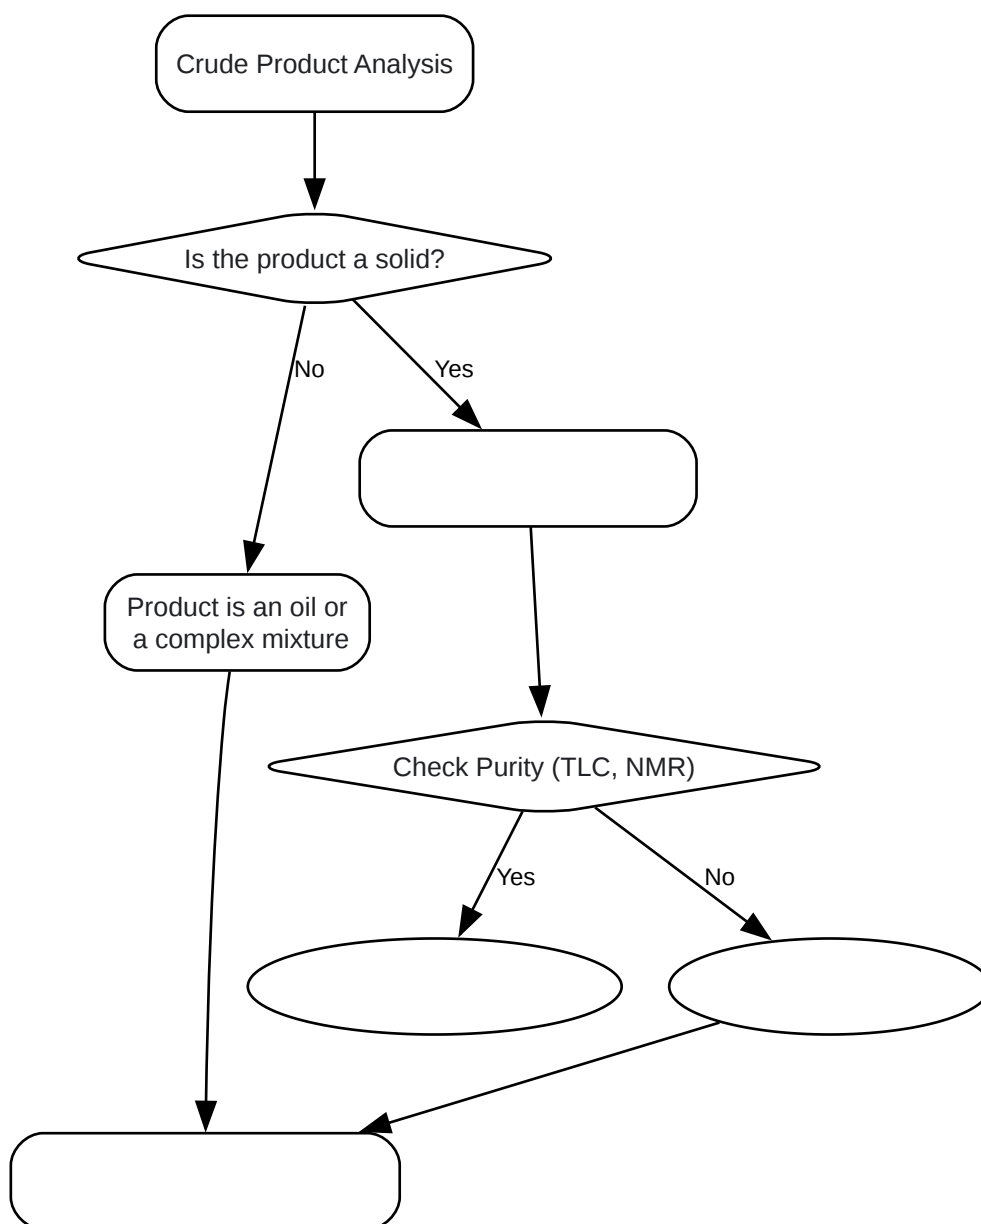 Crude Product Analysis
Is the product a solid?
No
Yes
Product is an oil or
a complex mixture
Check Purity (TLC, NMR)
Yes
No